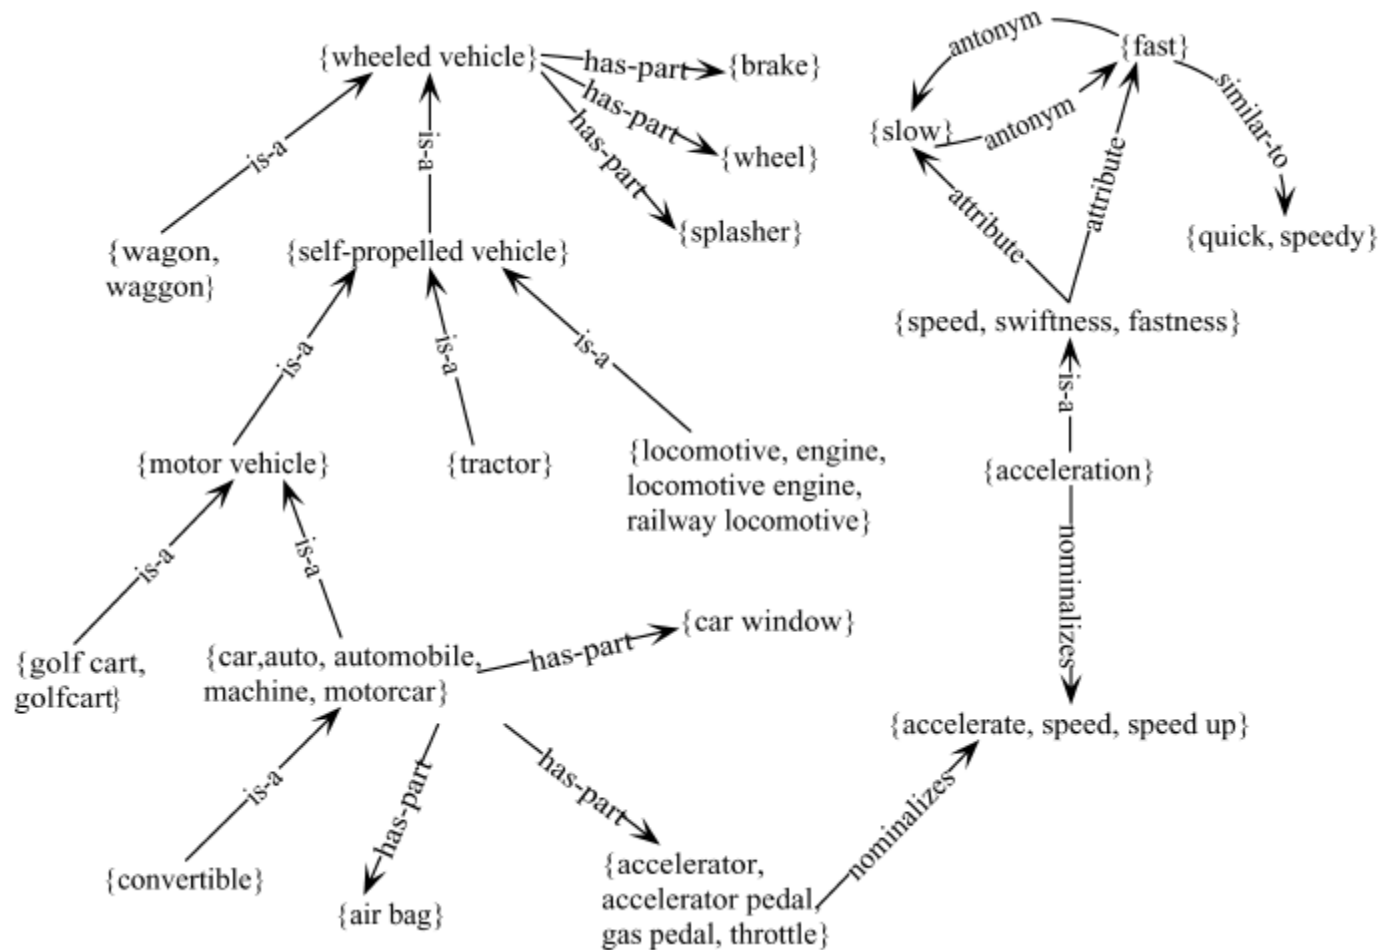 antonym
{fast}
{wheeled vehicle}
has-part
{brake}
similar-to
has-part
{slow}
antonym
is-a
is-a
has-part
{wheel}
attribute
attribute
{splasher}
{quick, speedy}
{wagon,
waggon}
{self-propelled vehicle}
{speed, swiftness, fastness}
is-a
is-a
is-a
is-a
{motor vehicle}
{tractor}
{locomotive, engine,
locomotive engine,
railway locomotive}
{acceleration}
is-a
is-a
nominalizes
{car window}
has-part
{golf cart,
golfcart}
{car,auto, automobile,
machine, motorcar}
{accelerate, speed, speed up}
is-a
has-part
has-part
nominalizes
{convertible}
{air bag}
{accelerator,
accelerator pedal,
gas pedal, throttle}